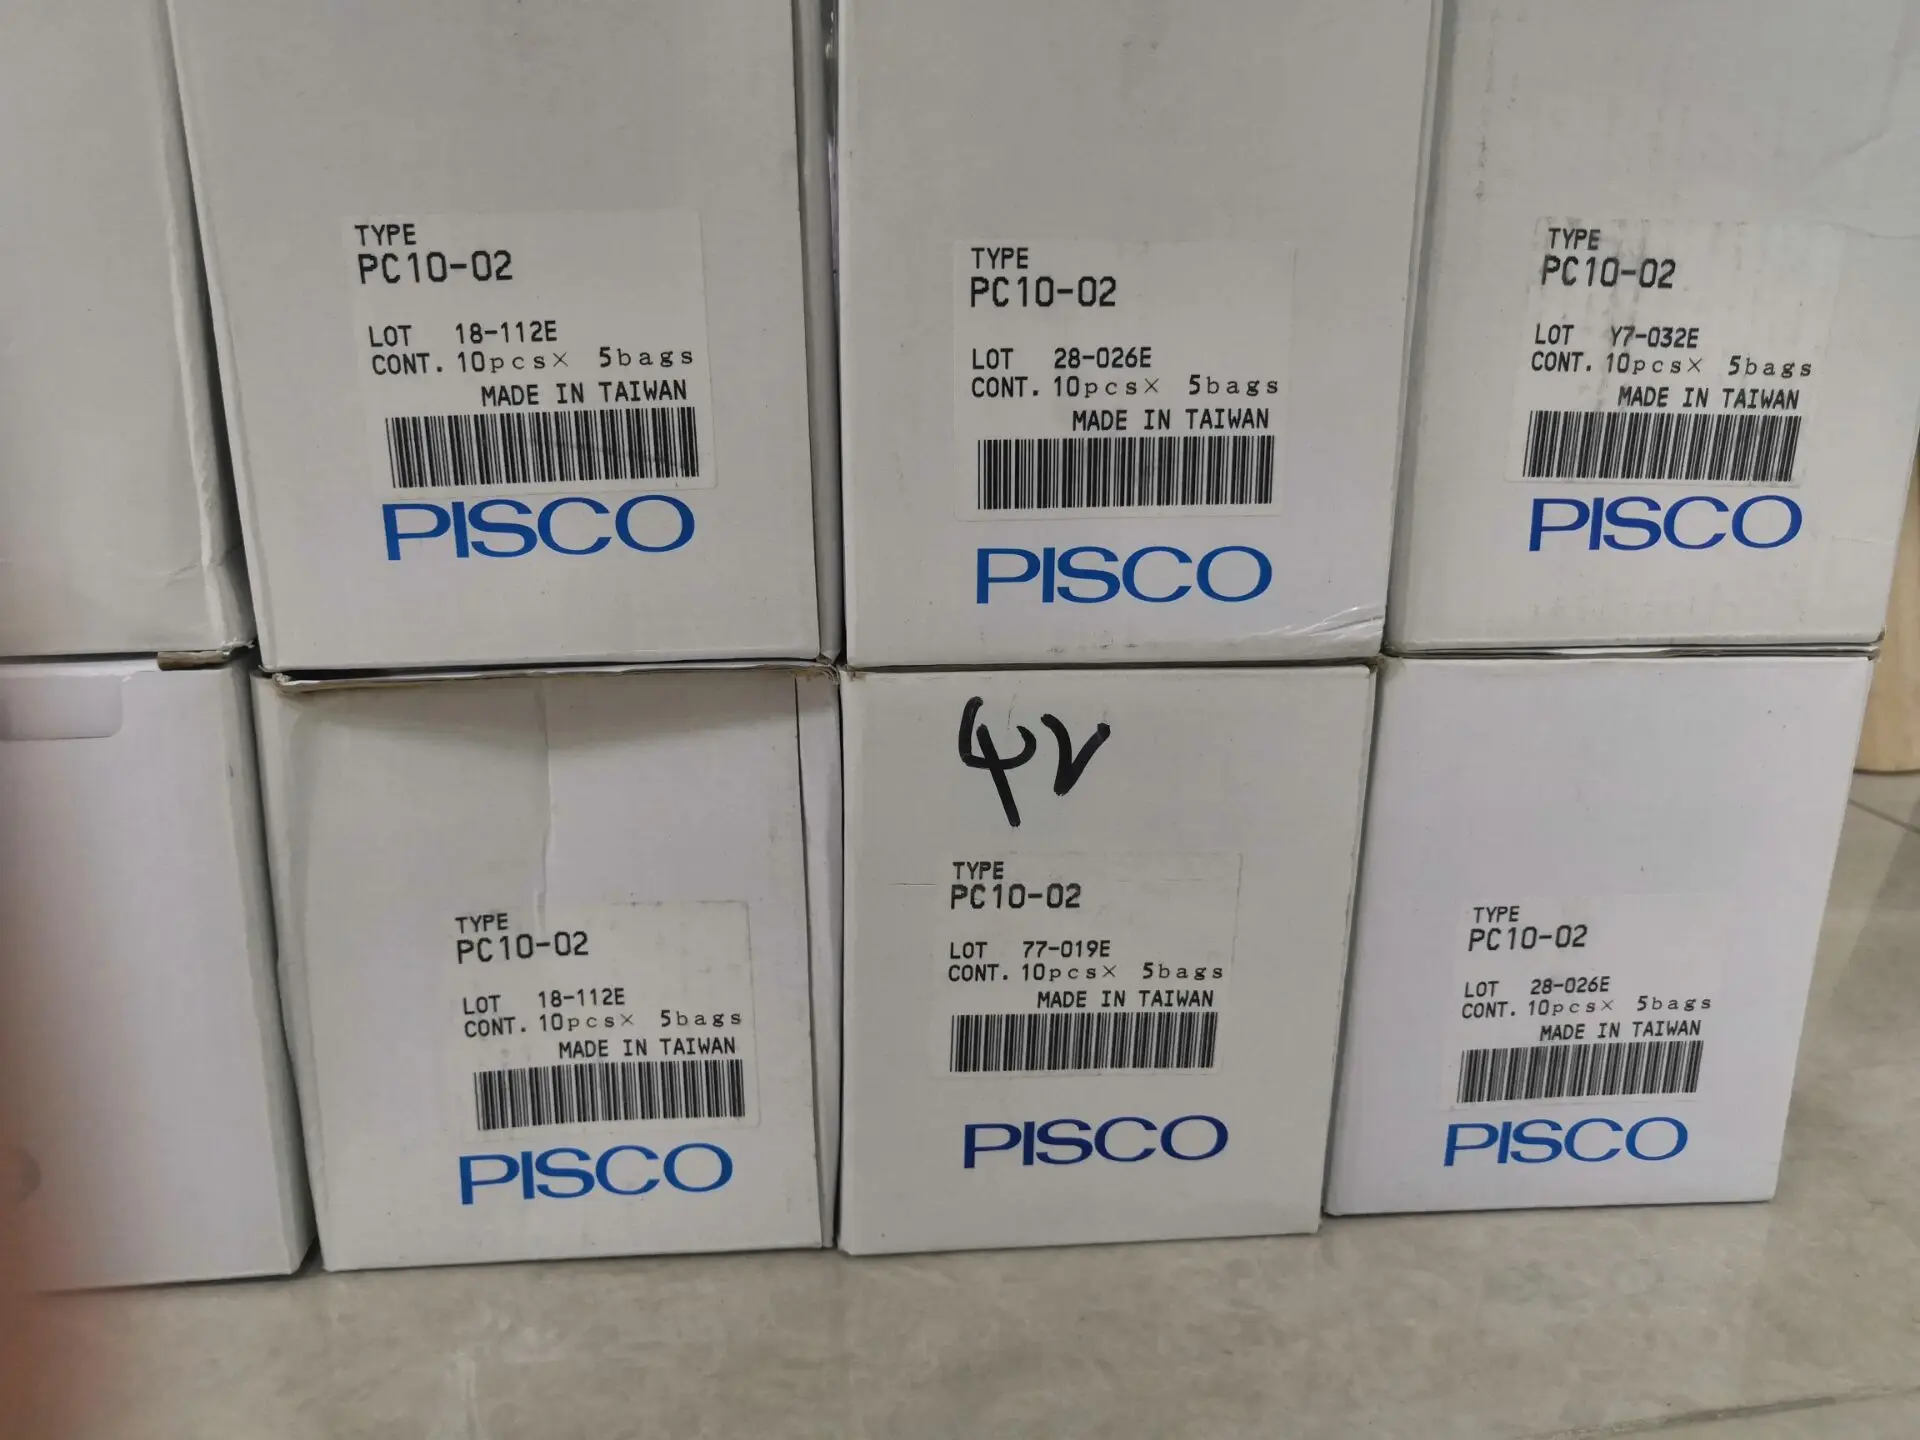 TYPE
PC10-02
LOT 18-112E
CONT. 10pcs× 5bags
MADE IN TAIWAN
PISCO
TYPE
PC10-02
LOT 28-026E
CONT. 10pcs× 5bags
MADE IN TAIWAN
PISCO
TYPE
PC10-02
LOT Y7-032E
CONT. 10pcs× 5bags
MADE IN TAIWAN
PISCO
TYPE
PC10-02
LOT 18-112E
CONT. 10pcs× 5bags
MADE IN TAIWAN
PISCO
TYPE
PC10-02
LOT 77-019E
CONT. 10pcs× 5bags
MADE IN TAIWAN
PISCO
TYPE
PC10-02
LOT 28-026E
CONT. 10pcs× 5bags
MADE IN TAIWAN
PISCO